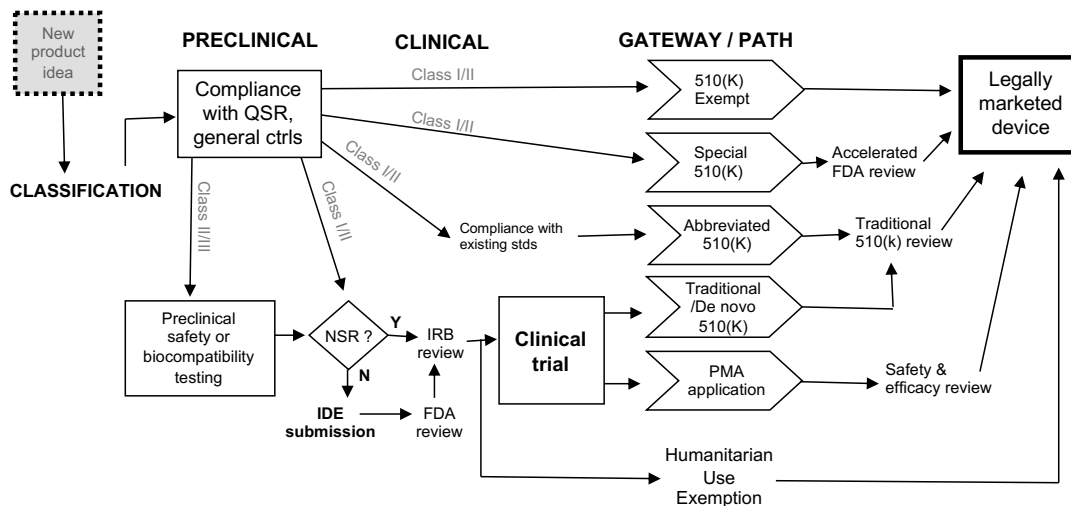 New
product
idea
PRECLINICAL
CLINICAL
GATEWAY / PATH
Compliance
with QSR,
general ctrls
Class I/II
510(K)
Exempt
Legally
marketed
device
Class I/II
Special
510(K)
Accelerated
FDA review
CLASSIFICATION
Class I/II
Class II/III
Class I/II
Compliance with
existing stds
Abbreviated
510(K)
Traditional
510(k) review
Preclinical
safety or
biocompatibility
testing
NSR ?
Y
N
IRB
review
Clinical
trial
Traditional
/De novo
510(K)
PMA
application
Safety &
efficacy review
IDE
submission
FDA
review
Humanitarian
Use
Exemption